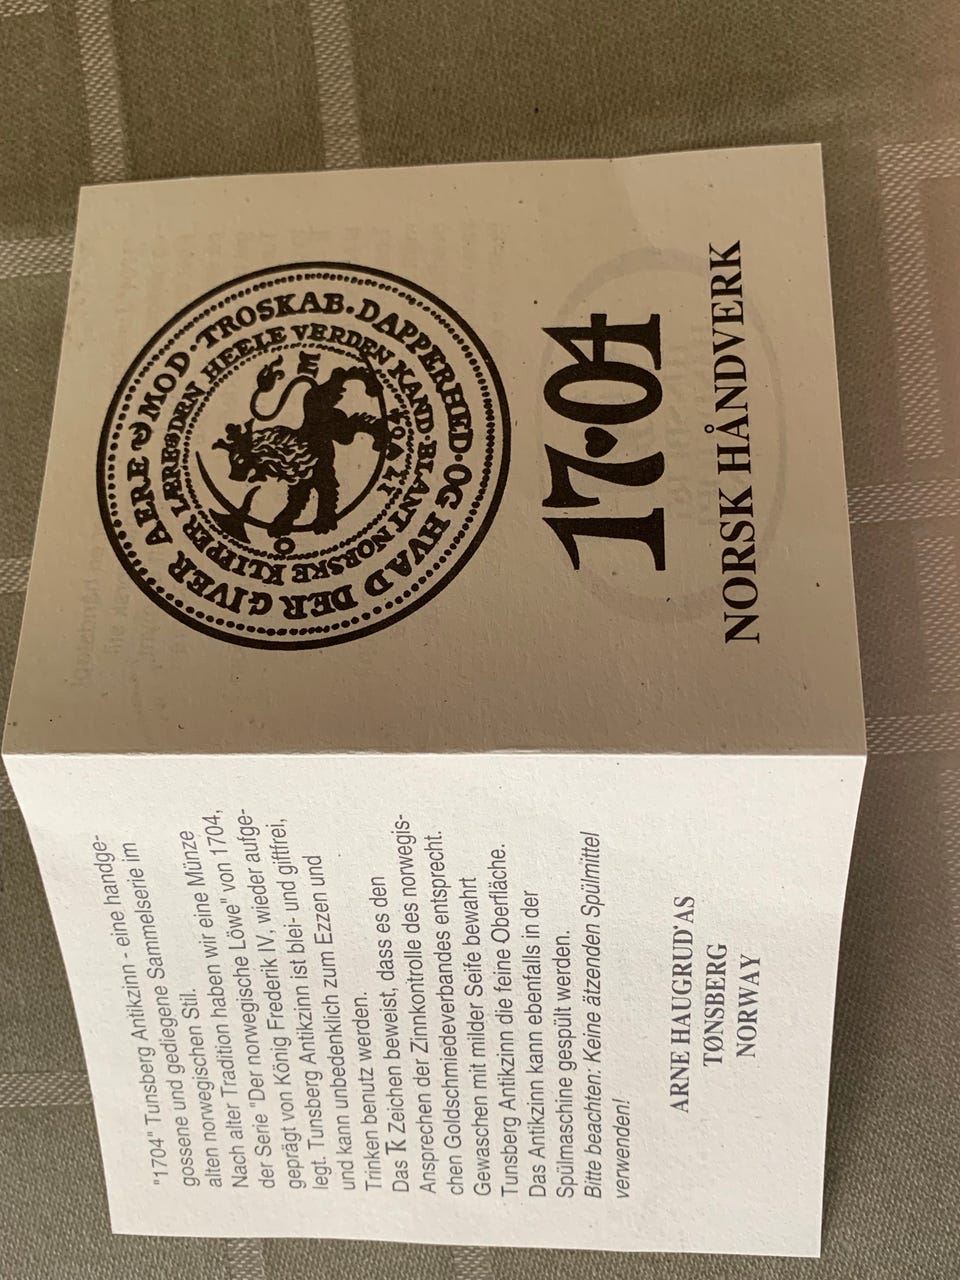 "1704" Tunsberg Antikzinn - eine handge-
gossene und gediegene Sammelserie im
alten norwegischen Stil.
Nach alter Tradition haben wir eine Münze
der Serie "Der norwegische Löwe" von 1704,
geprägt von König Frederik IV, wieder aufge-
legt. Tunsberg Antikzinn ist blei- und giftfrei,
und kann unbedenklich zum Ezzen und
Trinken benutz werden.
Das TK zeichen beweist, dass es den
Ansprechen der Zinnkontrolle des norwegis-
chen Goldschmiedeverbandes entsprecht.
Gewaschen mit milder Seife bewahrt
Tunsberg Antikzinn die feine Oberfläche.
Das Antikzinn kann ebenfalls in der
Spülmaschine gespült werden.
Bitte beachten: Keine ätzenden Spülmittel
verwenden!
ARNE HAUGRUD'AS
TØNSBERG
NORWAY
MOD · TROSKAB · DAPPERHED · OG HVAD DER GIVER AERE
DEN HEELE VERDEN KAND · BLANT NORSKE KLIPPER LÆRE
17·04
NORSK HÅNDVERK